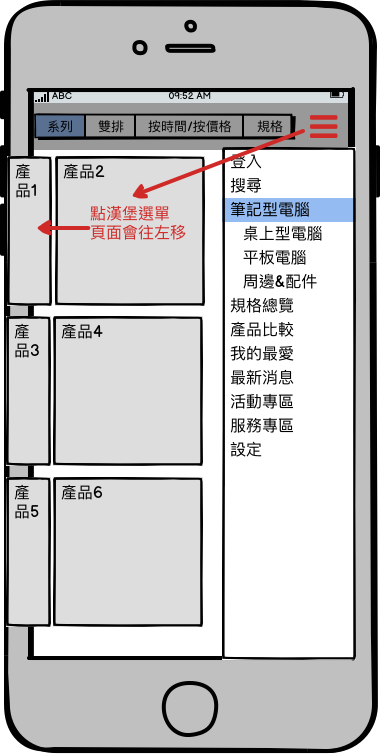 ABC 09:52 AM
系列 雙排 按時間/按價格 規格
產
品1
產品2
點漢堡選單
頁面會往左移
產
品3
產品4
產
品5
產品6
登入
搜尋
筆記型電腦
桌上型電腦
平板電腦
周邊&配件
規格總覽
產品比較
我的最愛
最新消息
活動專區
服務專區
設定